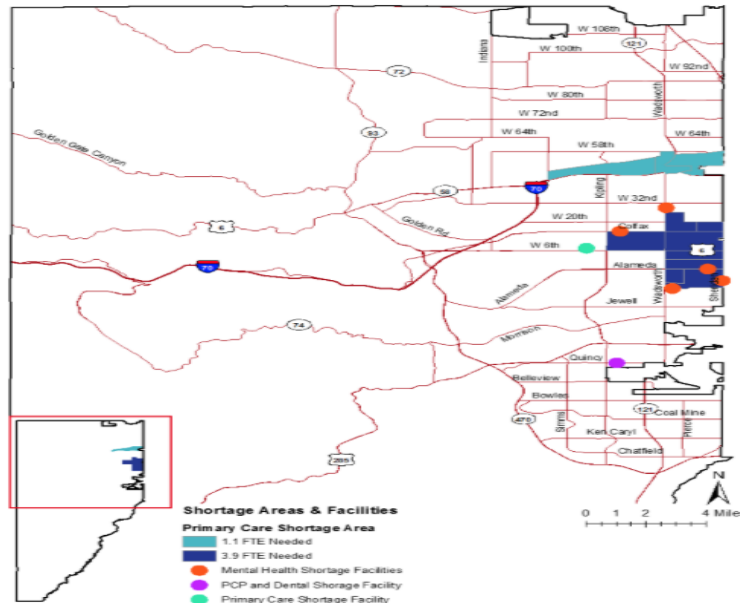 W 108th
121
W 100th
Indiana
W 92nd
72
W 80th
Wadsworth
W 72nd
93
W 64th
W 64th
Golden Gate Canyon
W 58th
58
70
Kipling
W 32nd
6
Golden Rd
W 20th
Colfax
W 6th
6
70
Alameda
Alameda
Wadsworth
Jewell
74
Morrison
Quincy
Belleview
Bowles
121
Coal Mine
470
Simms
Pierce
Ken Caryl
285
Chatfield
N
Shortage Areas & Facilities
0 1 2 4 Miles
Primary Care Shortage Area
1.1 FTE Needed
3.9 FTE Needed
Mental Health Shortage Facilities
PCP and Dental Shorage Facility
Primary Care Shortage Facility